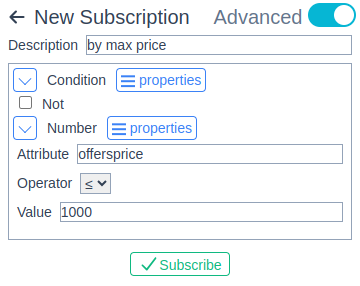 New Subscription Advanced
Description by max price
Condition properties
Not
Number properties
Attribute offersprice
Operator ≤
Value 1000
Subscribe